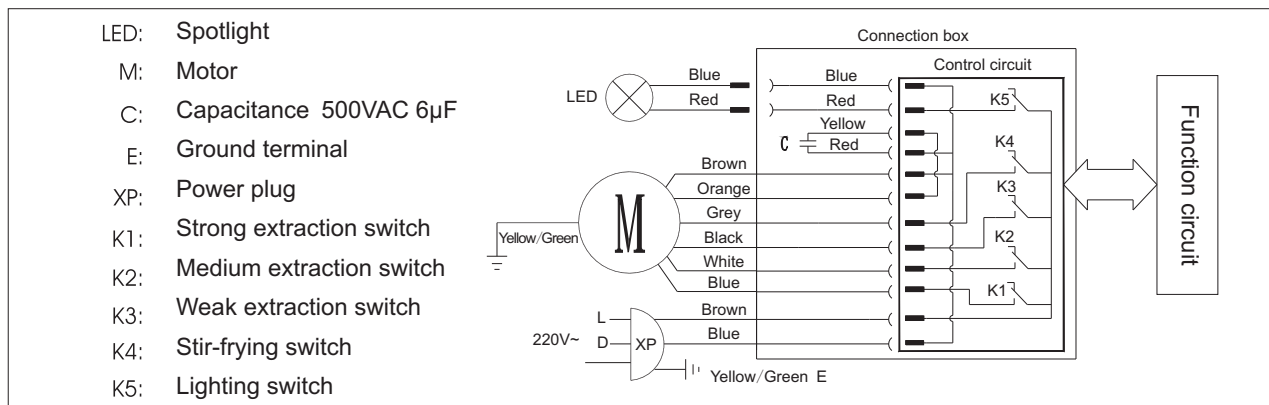 LED: Spotlight
M: Motor
C: Capacitance 500VAC 6µF
E: Ground terminal
XP: Power plug
K1: Strong extraction switch
K2: Medium extraction switch
K3: Weak extraction switch
K4: Stir-frying switch
K5: Lighting switch
Connection box
Control circuit
LED
Blue
Blue
Red
Red
K5
Yellow
C
Red
K4
Brown
Orange
K3
Grey
M
Yellow/Green
Black
K2
White
Blue
K1
Brown
L
220V~
D
XP
Blue
Yellow/Green E
Function circuit